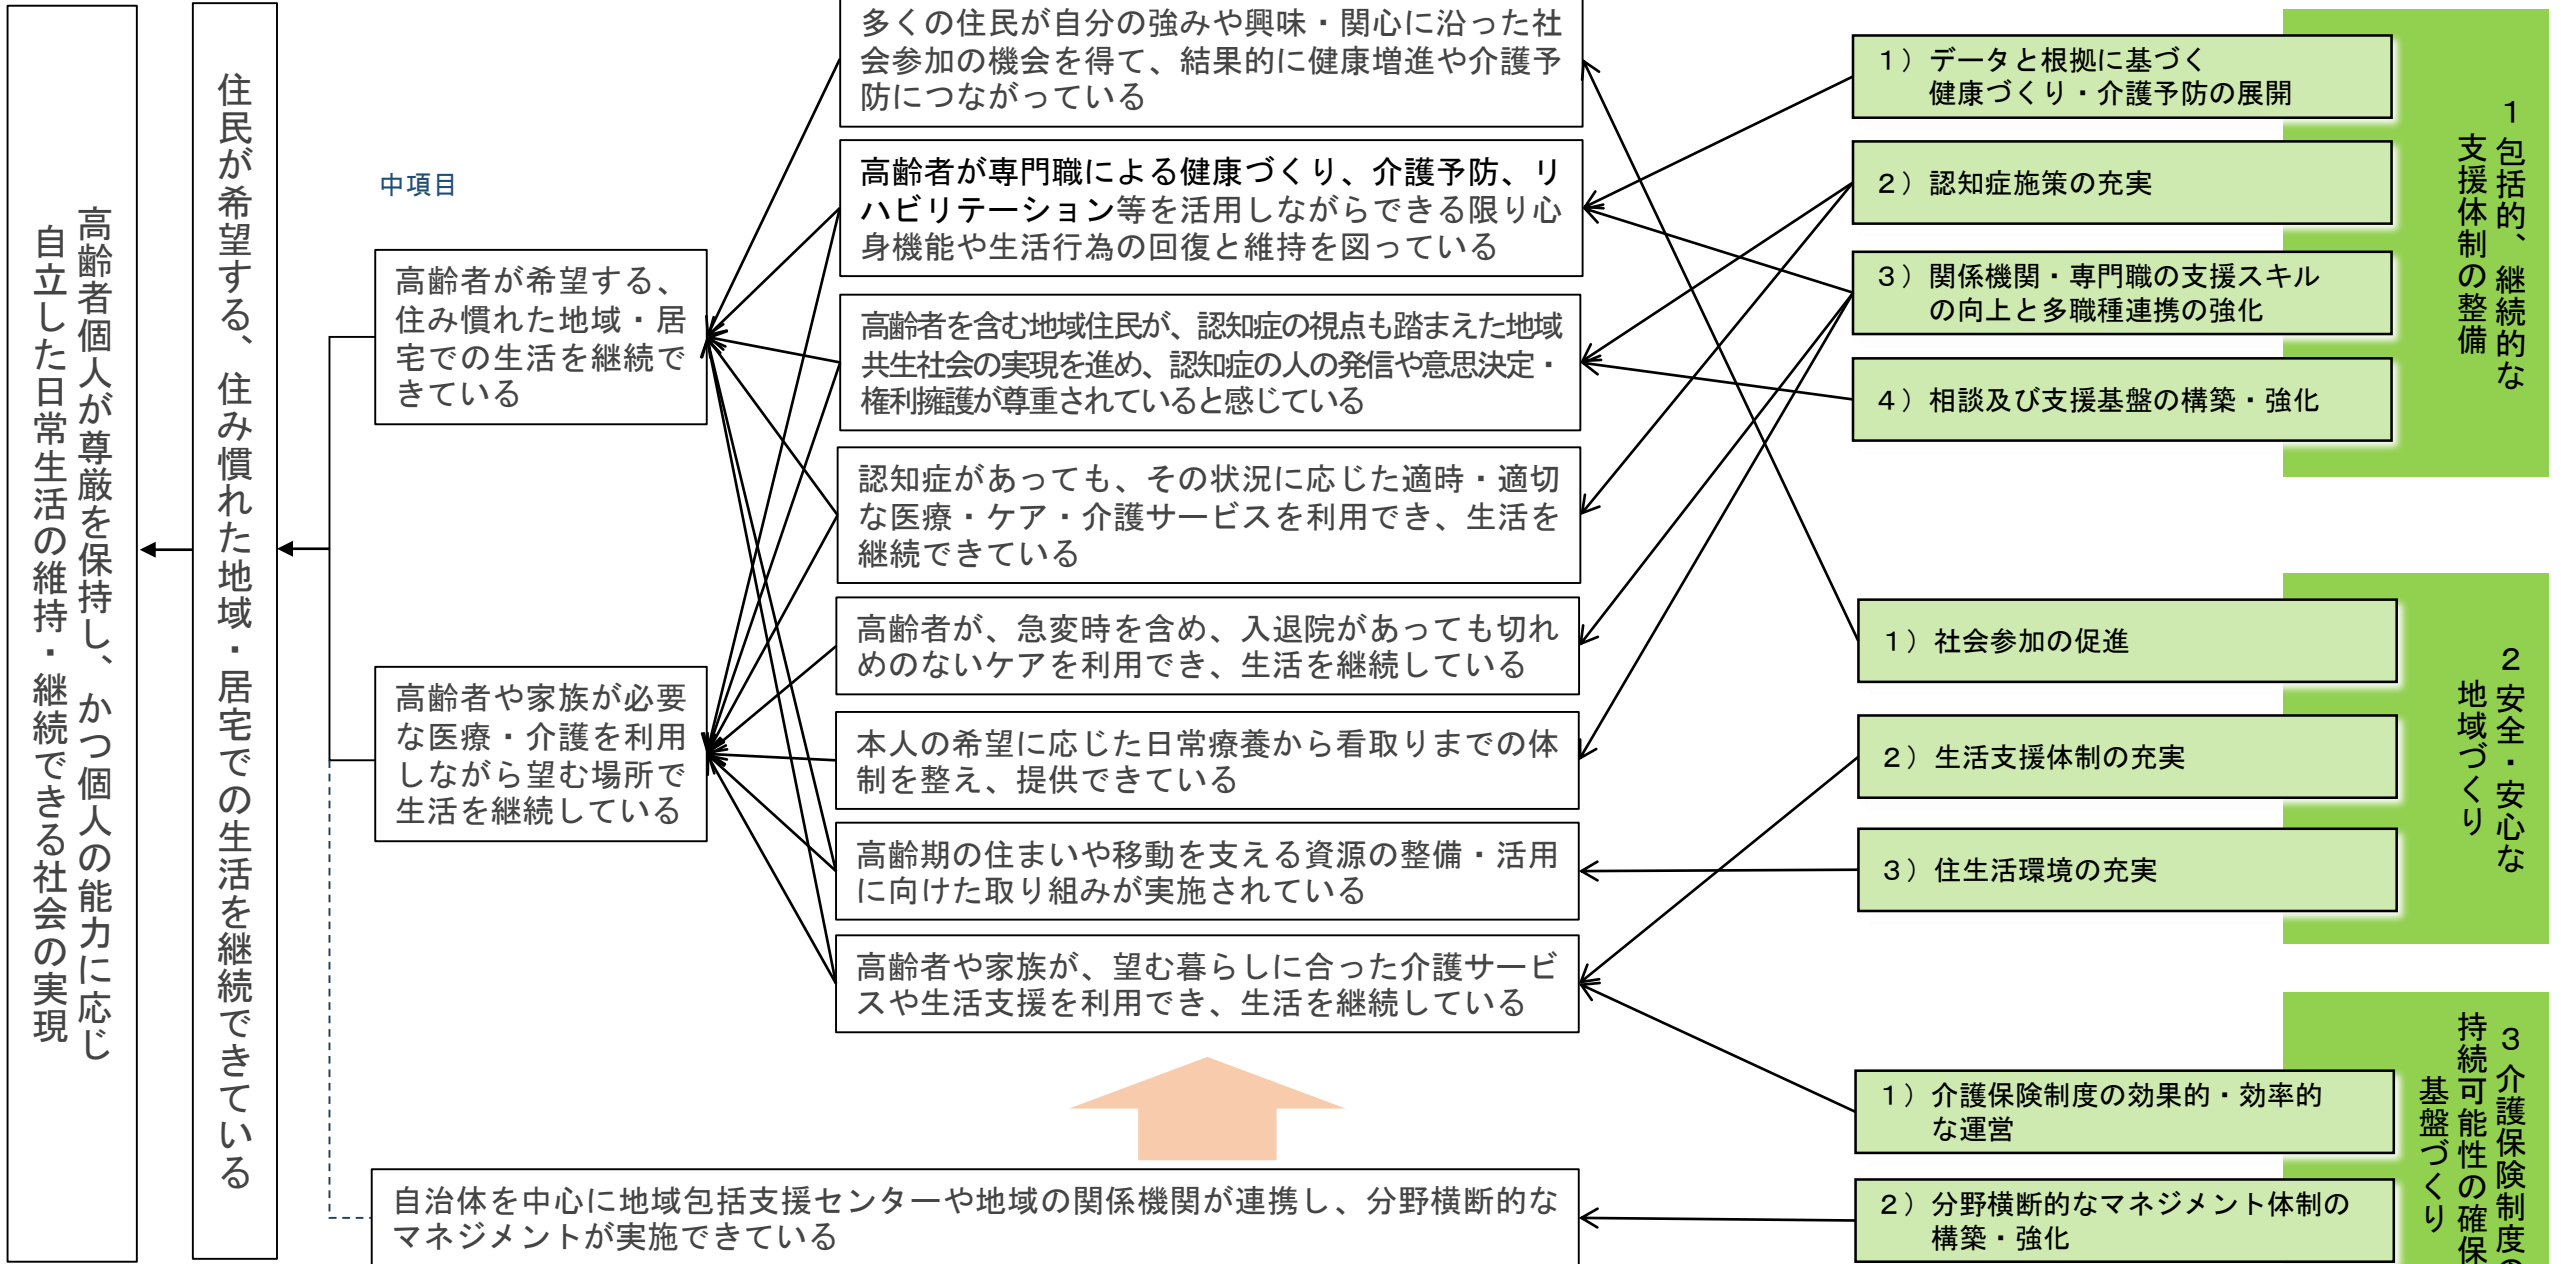 高齢者個人が尊厳を保持し、かつ個人の能力に応じ
自立した日常生活の維持・継続できる社会の実現
住民が希望する、住み慣れた地域・居宅での生活を継続できている
中項目
高齢者が希望する、
住み慣れた地域・居
宅での生活を継続で
きている
高齢者や家族が必要
な医療・介護を利用
しながら望む場所で
生活を継続している
多くの住民が自分の強みや興味・関心に沿った社
会参加の機会を得て、結果的に健康増進や介護予
防につながっている
高齢者が専門職による健康づくり、介護予防、リ
ハビリテーション等を活用しながらできる限り心
身機能や生活行為の回復と維持を図っている
高齢者を含む地域住民が、認知症の視点も踏まえた地域
共生社会の実現を進め、認知症の人の発信や意思決定・
権利擁護が尊重されていると感じている
認知症があっても、その状況に応じた適時・適切
な医療・ケア・介護サービスを利用でき、生活を
継続できている
高齢者が、急変時を含め、入退院があっても切れ
めのないケアを利用でき、生活を継続している
本人の希望に応じた日常療養から看取りまでの体
制を整え、提供できている
高齢期の住まいや移動を支える資源の整備・活用
に向けた取り組みが実施されている
高齢者や家族が、望む暮らしに合った介護サービ
スや生活支援を利用でき、生活を継続している
自治体を中心に地域包括支援センターや地域の関係機関が連携し、分野横断的な
マネジメントが実施できている
1）データと根拠に基づく
健康づくり・介護予防の展開
2）認知症施策の充実
3）関係機関・専門職の支援スキル
の向上と多職種連携の強化
4）相談及び支援基盤の構築・強化
1包括的、継続的な
支援体制の整備
1）社会参加の促進
2）生活支援体制の充実
3）住生活環境の充実
2安全・安心な
地域づくり
1）介護保険制度の効果的・効率的
な運営
2）分野横断的なマネジメント体制の
構築・強化
3介護保険制度の
持続可能性の確保
基盤づくり